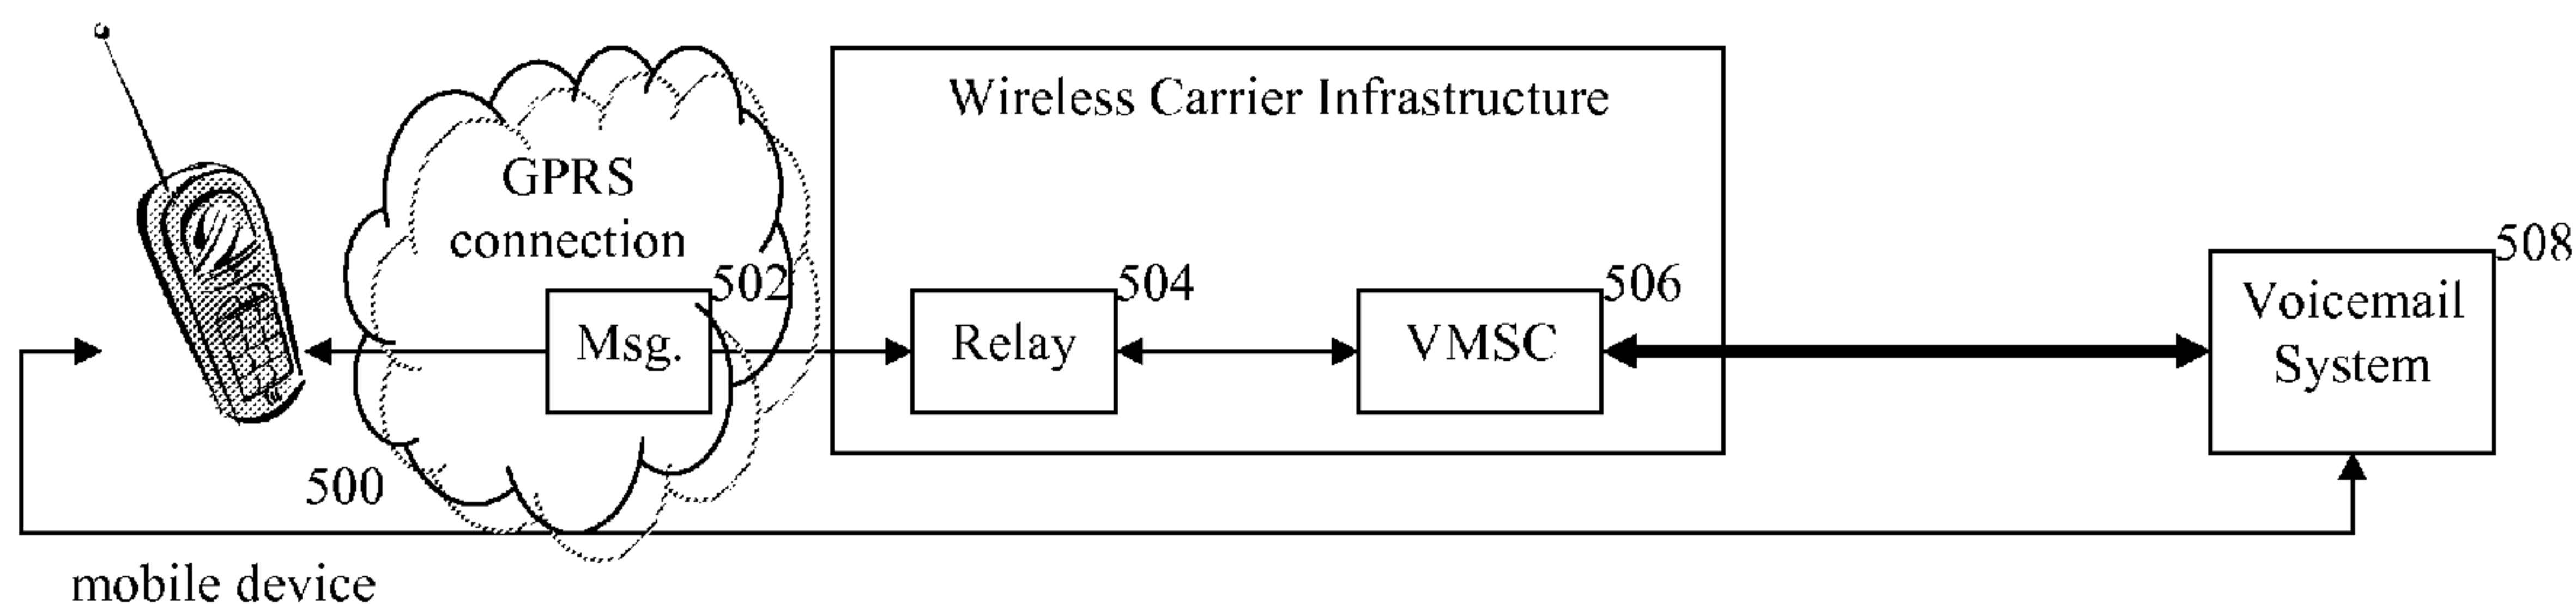 Wireless Carrier Infrastructure
GPRS
connection
502
Msg.
504
Relay
506
VMSC
508
Voicemail
System
500
mobile device